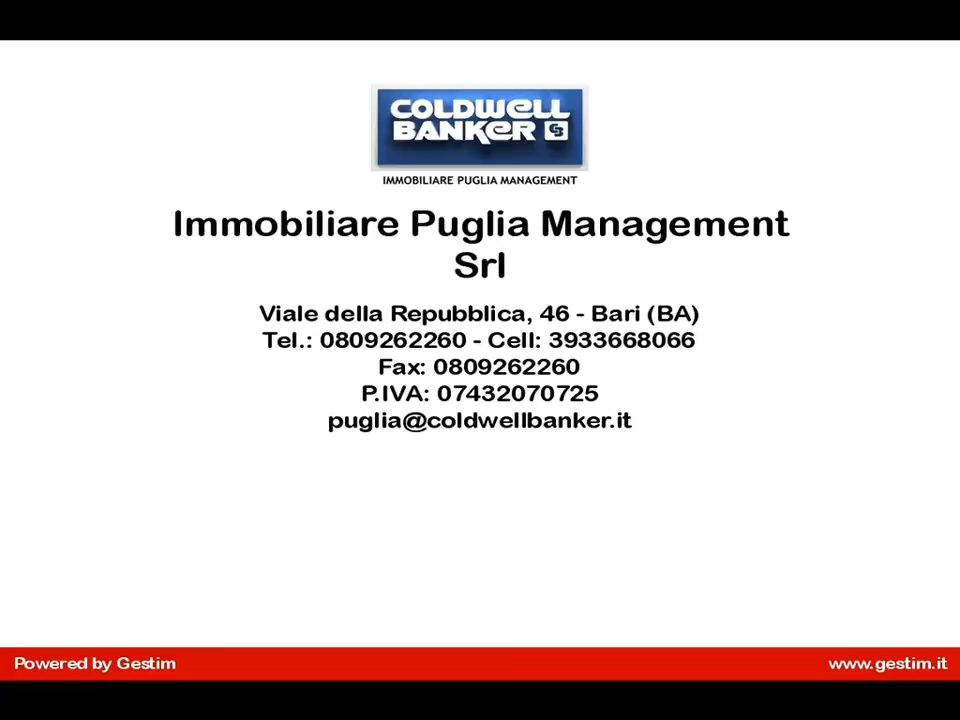 COLDWELL
BANKER
IMMOBILIARE PUGLIA MANAGEMENT
Immobiliare Puglia Management
Srl
Viale della Repubblica, 46 - Bari (BA)
Tel.: 0809262260 - Cell: 3933668066
Fax: 0809262260
P.IVA: 07432070725
puglia@coldwellbanker.it
Powered by Gestim
www.gestim.it